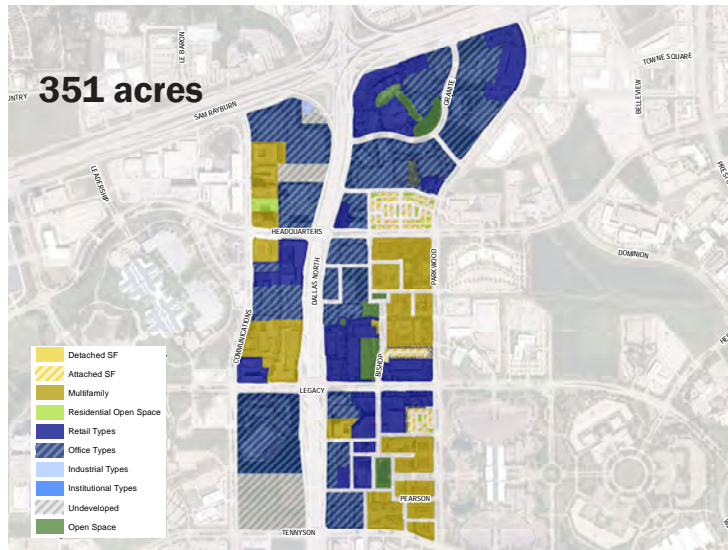 351 acres
LE BARON
TOWNE SQUARE
UNTRY
SAM RAYBURN
GRANITE
BELLEVIEW
LEADERSHIP
HEADQUARTERS
DOMINION
DALLAS NORTH
PARKWOOD
COMMUNICATIONS
BISHOP
LEGACY
PEARSON
TENNYSON
Detached SF
Attached SF
Multifamily
Residential Open Space
Retail Types
Office Types
Industrial Types
Institutional Types
Undeveloped
Open Space